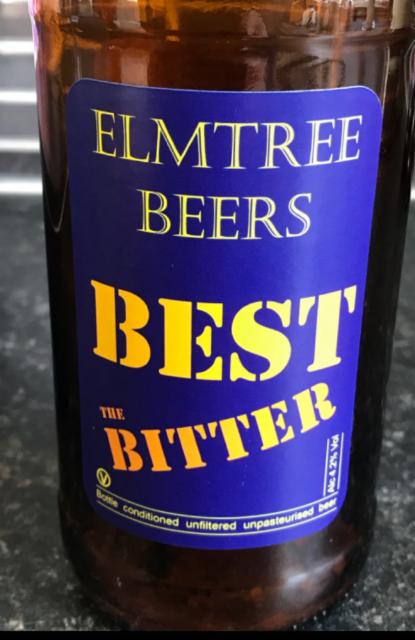 ELMTREE
BEERS
BEST
THE
BITTER
Alc 4.2% Vol
V
Bottle conditioned unfiltered unpasteurised beer